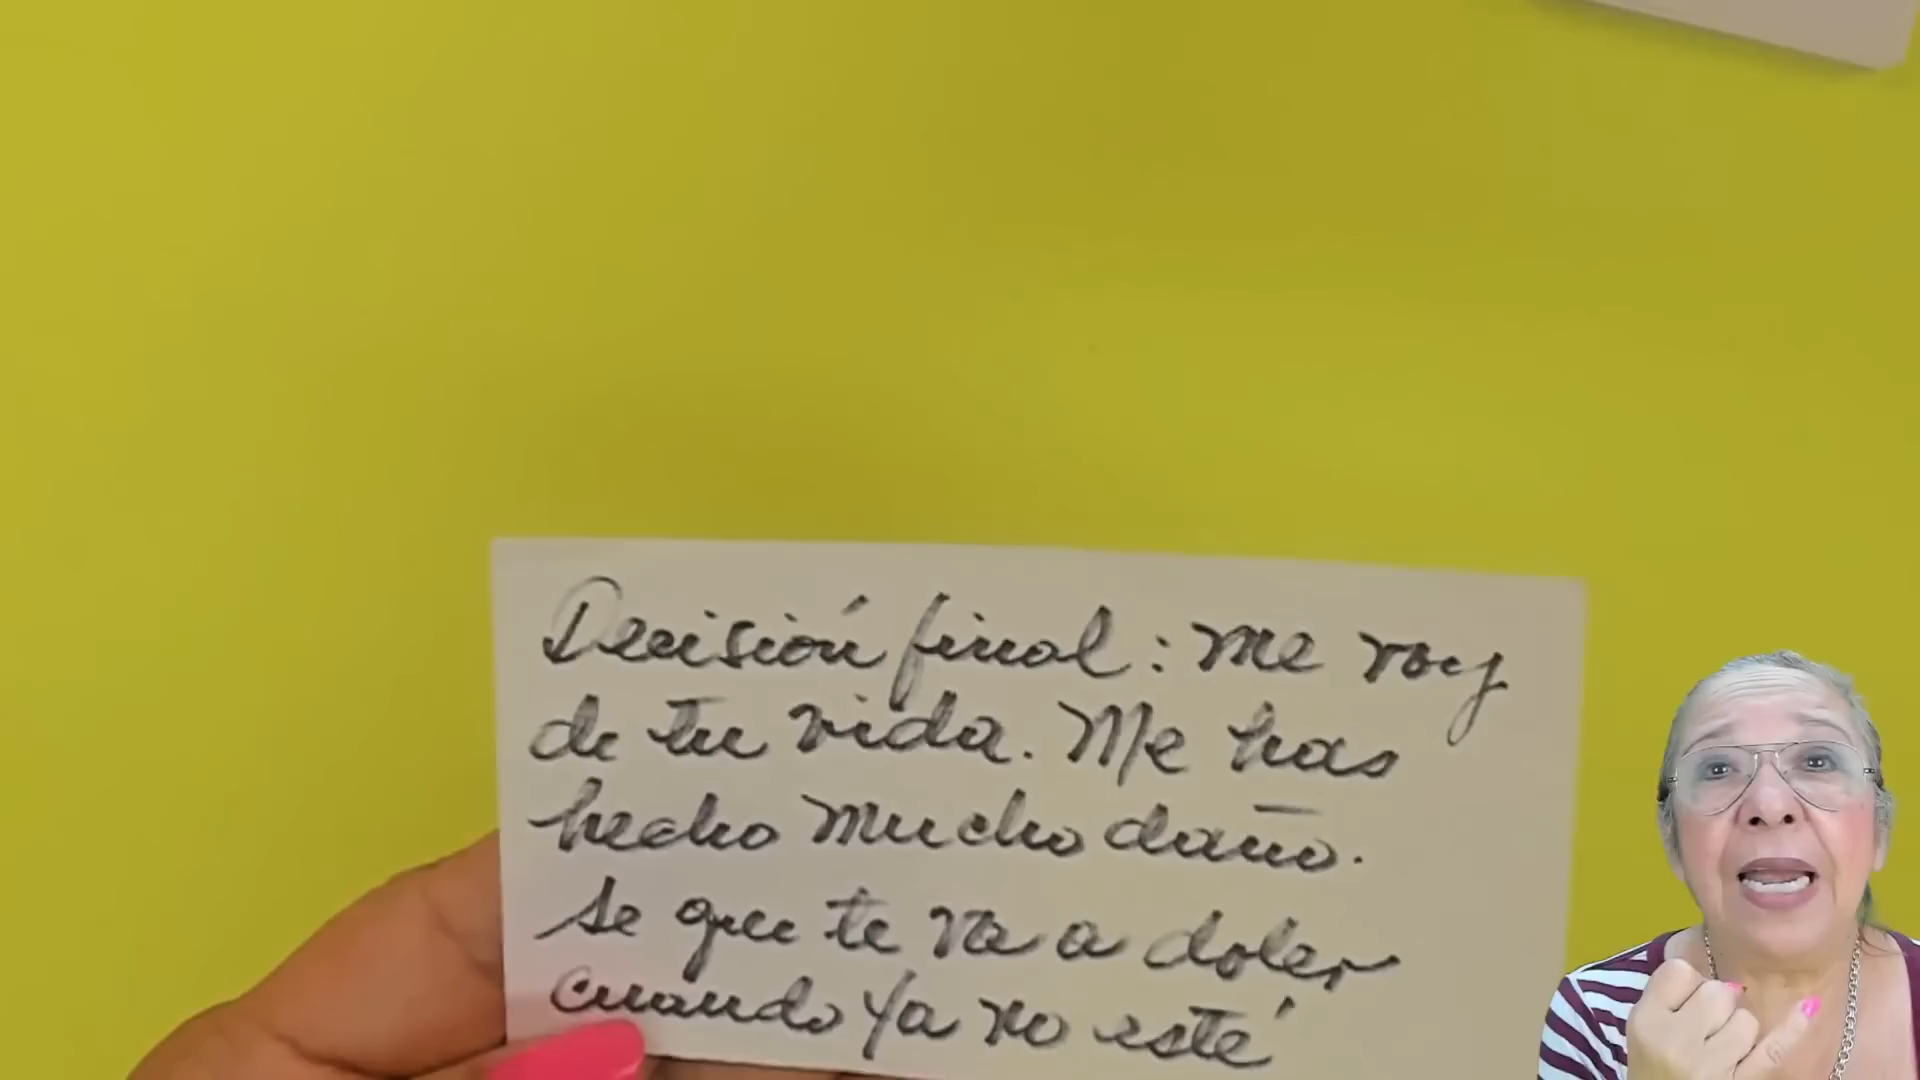 Decisión final: me voy
de tu vida. Me has
hecho mucho daño.
Se que te va a doler
cuando ya no esté